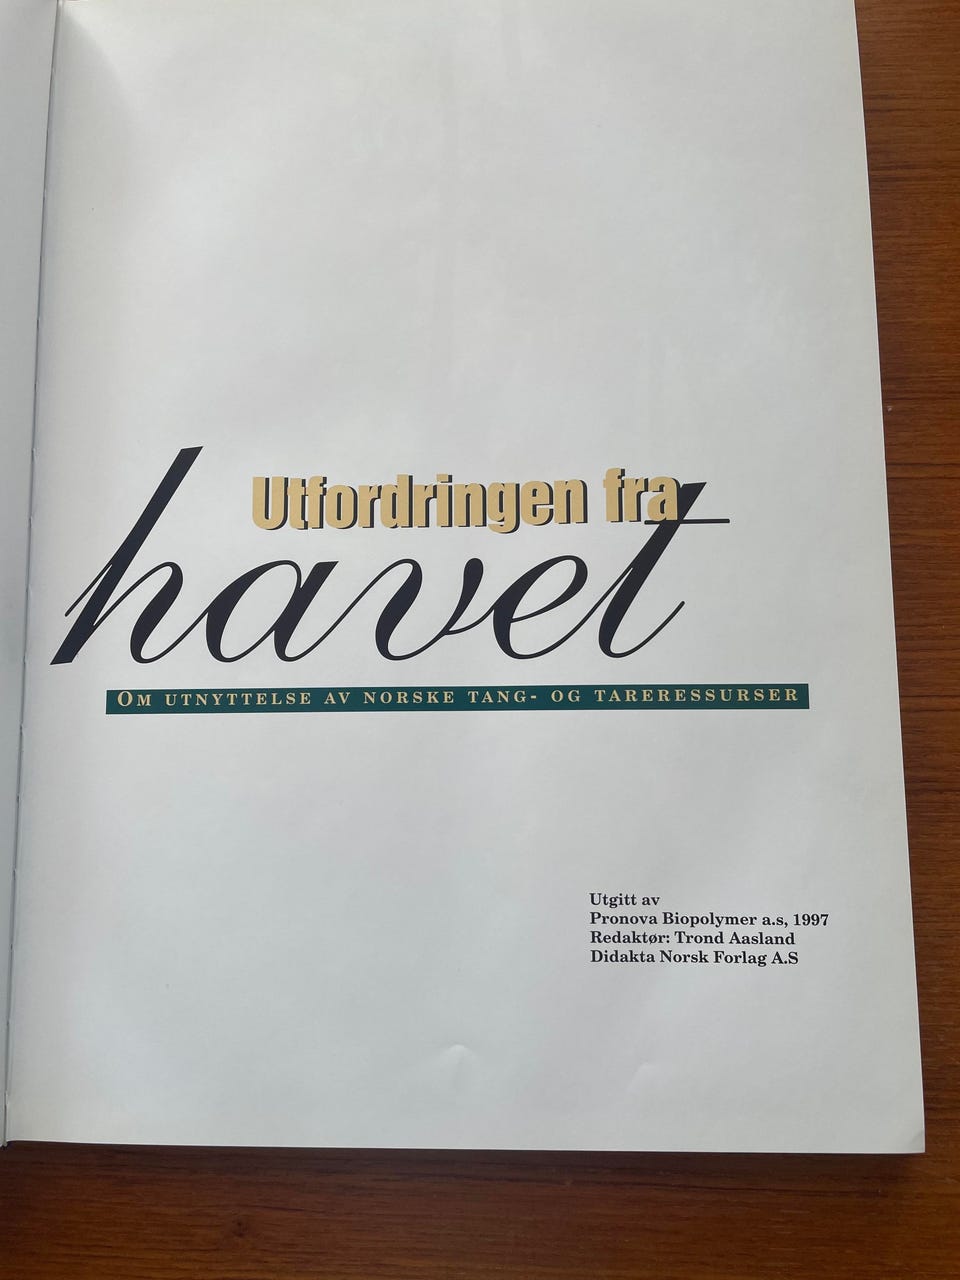 Utfordringen fra
havet
OM UTNYTTELSE AV NORSKE TANG- OG TARERESSURSER
Utgitt av
Pronova Biopolymer a.s, 1997
Redaktør: Trond Aasland
Didakta Norsk Forlag A.S